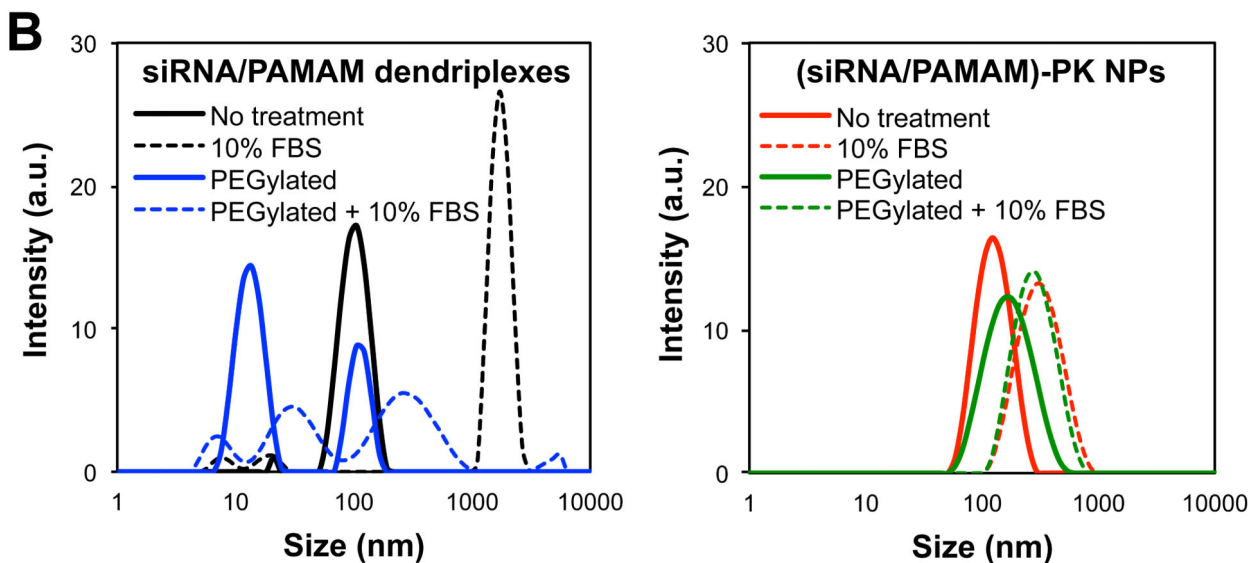 B
siRNA/PAMAM dendriplexes
No treatment
10% FBS
PEGylated
PEGylated + 10% FBS
Intensity (a.u.)
30
20
10
0
1 10 100 1000 10000
Size (nm)
(siRNA/PAMAM)-PK NPs
No treatment
10% FBS
PEGylated
PEGylated + 10% FBS
Intensity (a.u.)
30
20
10
0
1 10 100 1000 10000
Size (nm)